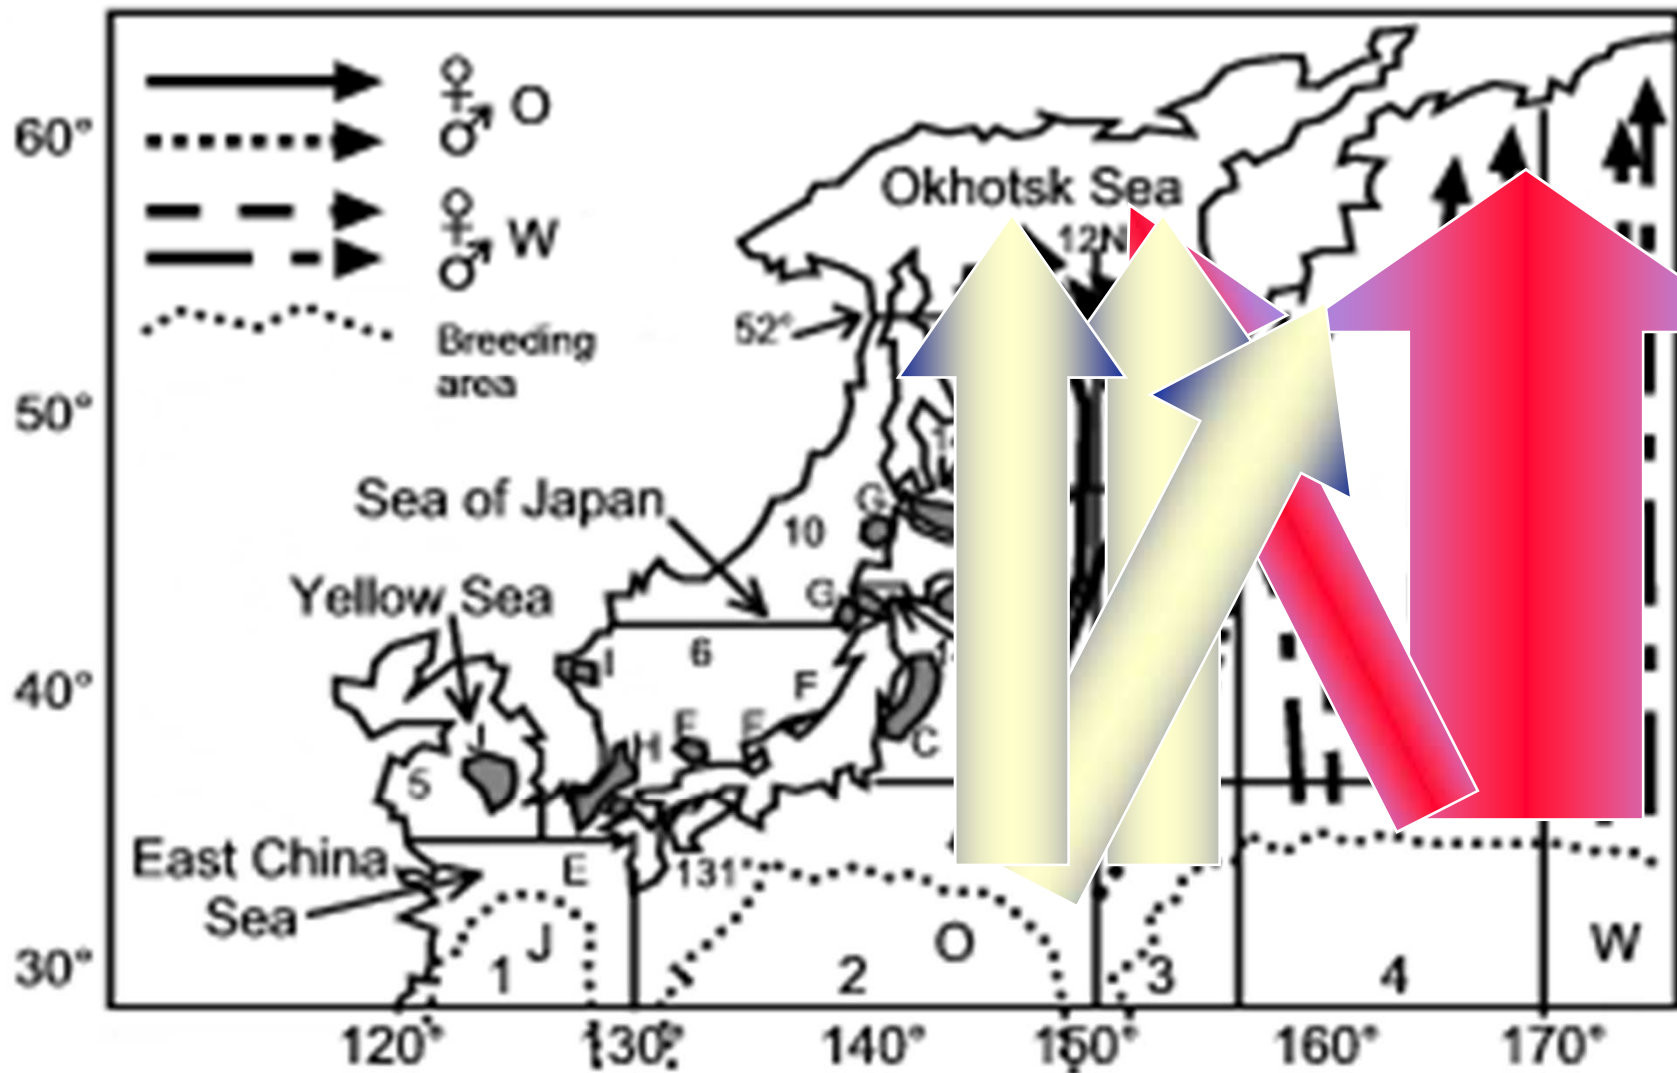 ♀
♂ O
♀
♂ W
Breeding
area
60°
50°
40°
30°
Okhotsk Sea
12N
52°
Sea of Japan
G
10
Yellow Sea
G
6
I
F
J
H E E
C
5
East China
Sea
E
131°
J
1
O
2
3
4
W
120° 130° 140° 150° 160° 170°